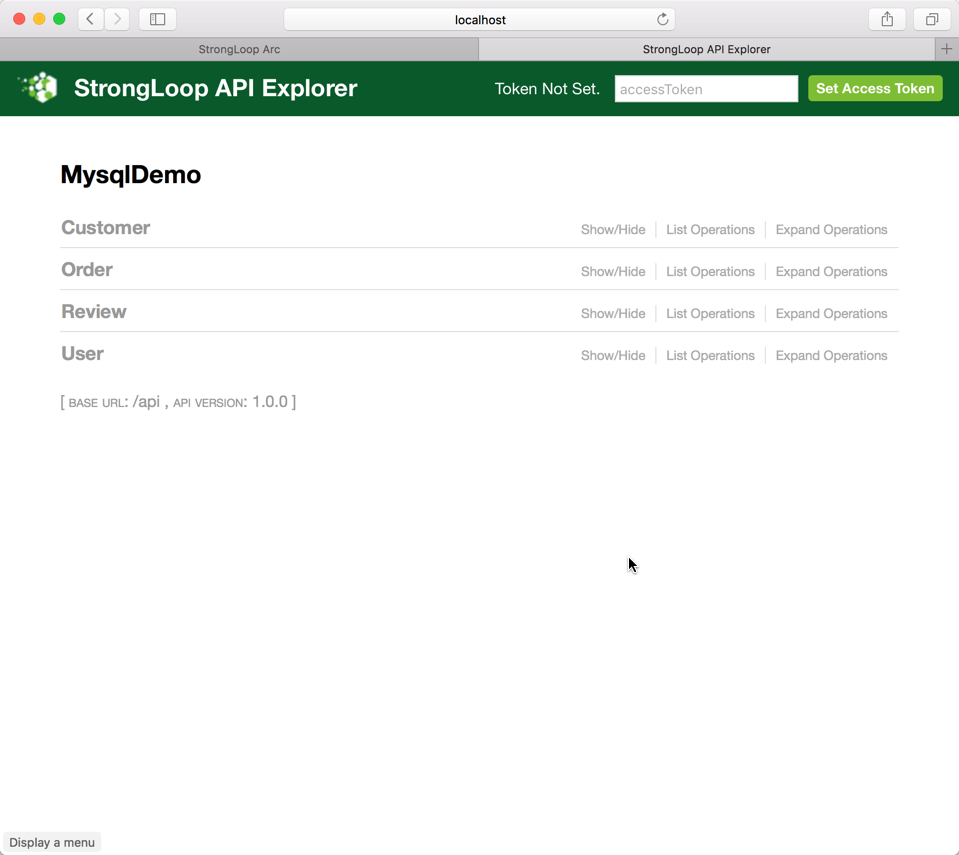 localhost
StrongLoop Arc
StrongLoop API Explorer
StrongLoop API Explorer
Token Not Set.
accessToken
Set Access Token
MysqlDemo
Customer Show/Hide List Operations Expand Operations
Order Show/Hide List Operations Expand Operations
Review Show/Hide List Operations Expand Operations
User Show/Hide List Operations Expand Operations
[ BASE URL: /api , API VERSION: 1.0.0 ]
Display a menu